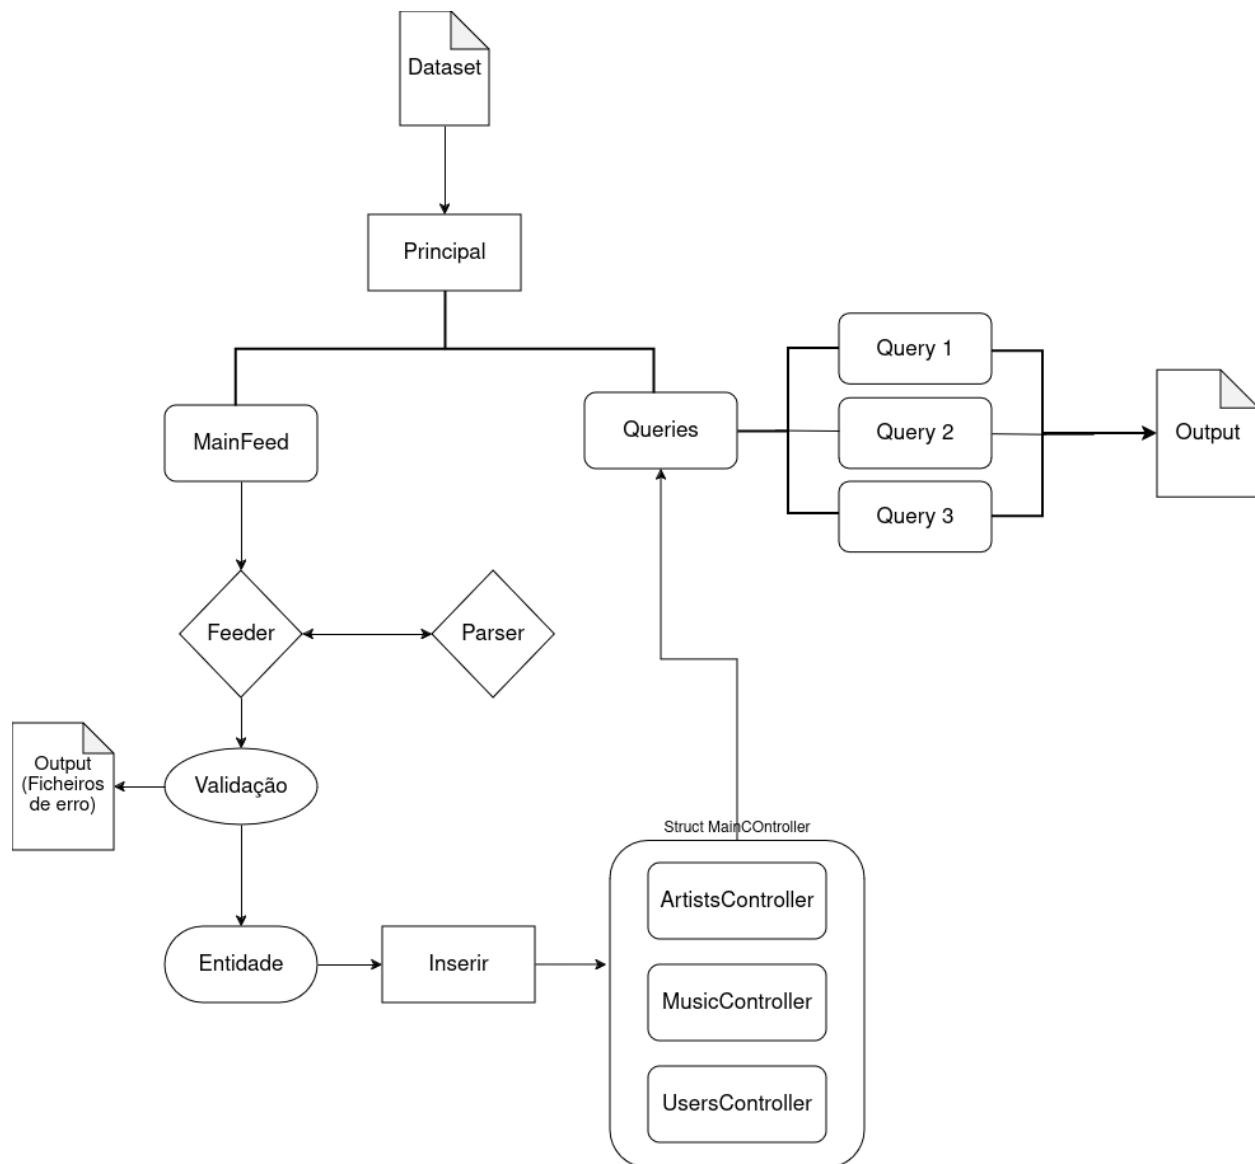 Dataset
Principal
MainFeed
Queries
Query 1
Query 2
Query 3
Output
Feeder
Parser
Output
(Ficheiros
de erro)
Validação
Entidade
Inserir
Struct MainCOntroller
ArtistsController
MusicController
UsersController